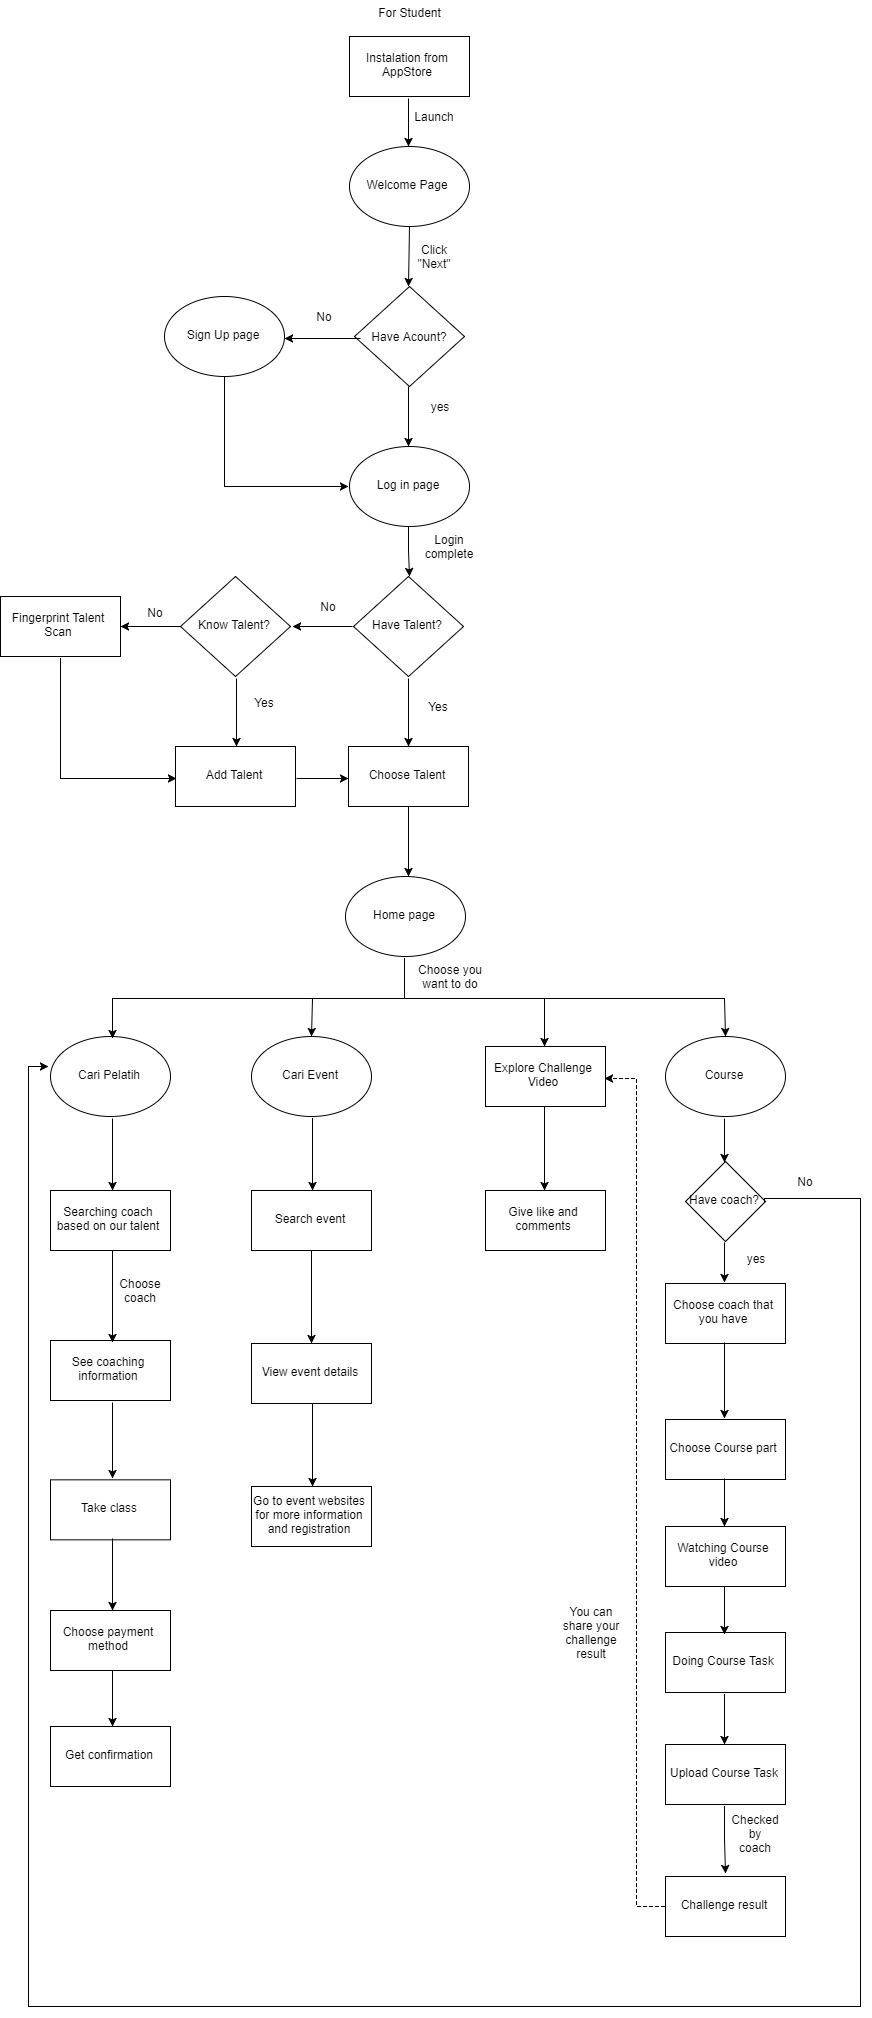 For Student
Instalation from
AppStore
Launch
Welcome Page
Click
"Next"
No
Sign Up page
Have Acount?
yes
Log in page
Login
complete
No
No
Fingerprint Talent
Scan
Know Talent?
Have Talent?
Yes
Yes
Add Talent
Choose Talent
Home page
Choose you
want to do
Cari Pelatih
Cari Event
Explore Challenge
Video
Course
No
Have coach?
Searching coach
based on our talent
Search event
Give like and
comments
yes
Choose
coach
Choose coach that
you have
See coaching
information
View event details
Choose Course part
Take class
Go to event websites
for more information
and registration
Watching Course
video
Choose payment
method
You can
share your
challenge
result
Doing Course Task
Get confirmation
Upload Course Task
Checked
by
coach
Challenge result